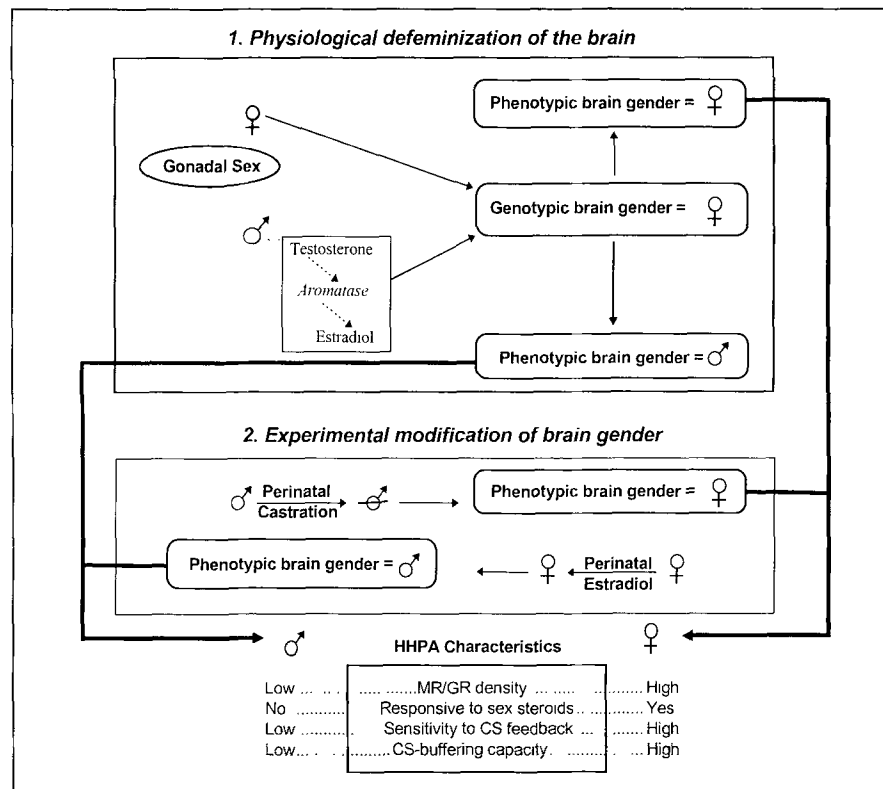 1. Physiological defeminization of the brain
Phenotypic brain gender = ♀
♀
Gonadal Sex
Genotypic brain gender = ♀
♂
Testosterone
Aromatase
Estradiol
Phenotypic brain gender = ♂
2. Experimental modification of brain gender
♂ Perinatal Castration ♂
Phenotypic brain gender = ♀
Phenotypic brain gender = ♂
♀ Perinatal Estradiol ♀
♂ HHPA Characteristics ♀
Low ... .. . ..... .......MR/GR density ... ... . ..... ......... High
No ......... Responsive to sex steroids .. .. ......... Yes
Low ........ . Sensitivity to CS feedback ... ......... High
Low... . . .........CS-buffering capacity. . ..... . ......... High